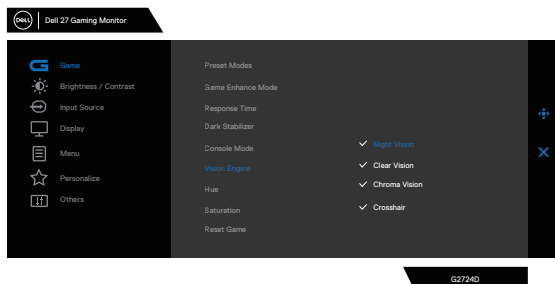 DELL Dell 27 Gaming Monitor
Game
Brightness / Contrast
Input Source
Display
Menu
Personalize
Others
Preset Modes
Game Enhance Mode
Response Time
Dark Stabilizer
Console Mode
Vision Engine
Hue
Saturation
Reset Game
Night Vision
Clear Vision
Chroma Vision
Crosshair
G2724D